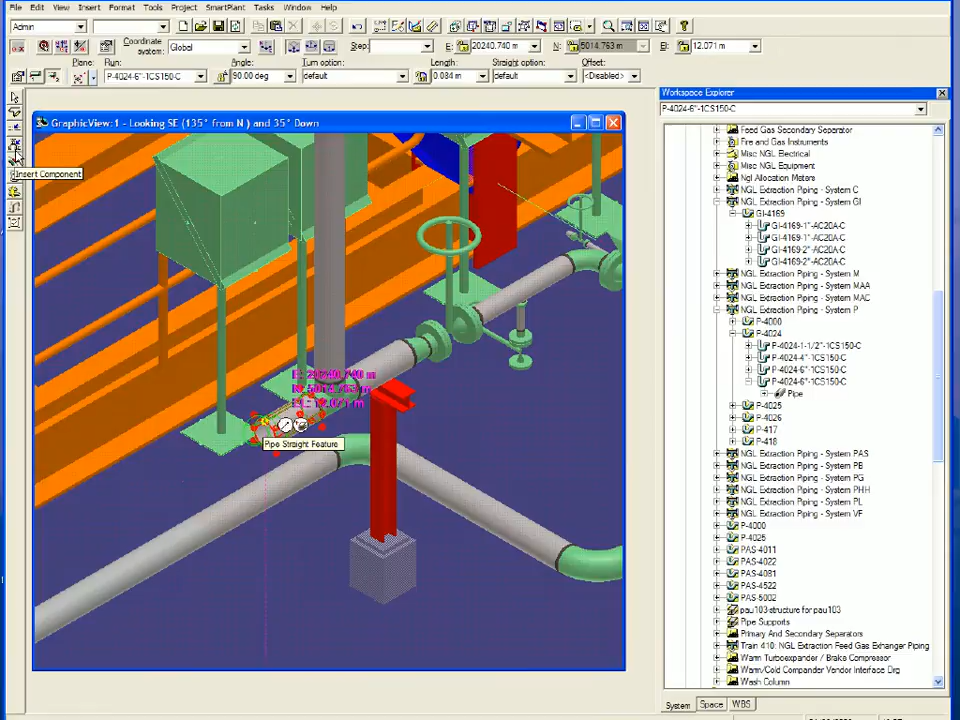 File Edit View Insert Format Tools Project SmartPlant Tasks Window Help
Admin
Coordinate system: Global Step: E: 20240.740 m N: 5014.763 m El: 12.071 m
Plane: Run: Angle: Turn option: Length: Straight option: Offset:
P-4024-6"-1CS150-C 90.00 deg default 0.084 m default <Disabled>
Insert Component
GraphicView:1 - Looking SE (135° from N) and 35° Down
E: 20240.740 m
Pipe Straight Feature
Workspace Explorer
P-4024-6"-1CS150-C
Feed Gas Secondary Separator
Fire and Gas Instruments
Misc NGL Electrical
Misc NGL Equipment
Ngl Allocation Meters
NGL Extraction Piping - System C
NGL Extraction Piping - System GI
GI-4169
GI-4169-1"-AC20A-C
GI-4169-1"-AC20A-C
GI-4169-2"-AC20A-C
GI-4169-2"-AC20A-C
NGL Extraction Piping - System M
NGL Extraction Piping - System MAA
NGL Extraction Piping - System MAC
NGL Extraction Piping - System P
P-4000
P-4024
P-4024-1-1/2"-1CS150-C
P-4024-4"-1CS150-C
P-4024-6"-1CS150-C
P-4024-6"-1CS150-C
Pipe
P-4025
P-4026
P-417
P-418
NGL Extraction Piping - System PAS
NGL Extraction Piping - System PB
NGL Extraction Piping - System PG
NGL Extraction Piping - System PHH
NGL Extraction Piping - System PL
NGL Extraction Piping - System VF
P-4000
P-4025
PAS-4011
PAS-4022
PAS-4081
PAS-4522
PAS-5002
pau103-structure for pau103
Pipe Supports
Primary And Secondary Separators
Train 410: NGL Extraction Feed Gas Exhanger Piping
Warm Turboexpander / Brake Compressor
Warm/Cold Compander Vendor Interface Drg
Wash Column
System Space WBS